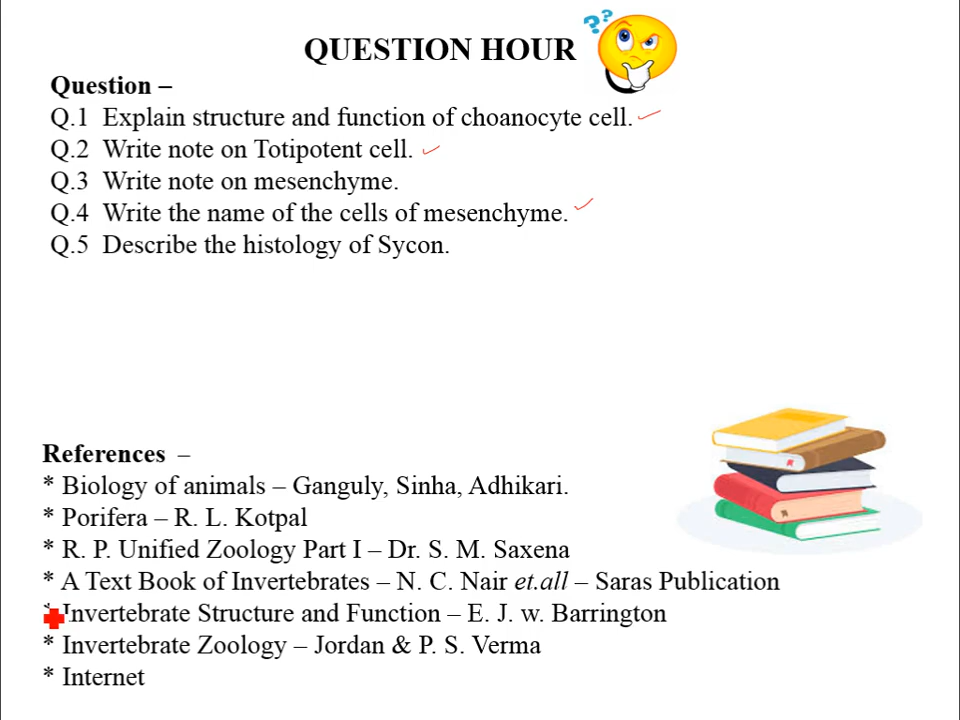 QUESTION HOUR
??
Question –
Q.1 Explain structure and function of choanocyte cell.
Q.2 Write note on Totipotent cell.
Q.3 Write note on mesenchyme.
Q.4 Write the name of the cells of mesenchyme.
Q.5 Describe the histology of Sycon.
References –
* Biology of animals – Ganguly, Sinha, Adhikari.
* Porifera – R. L. Kotpal
* R. P. Unified Zoology Part I – Dr. S. M. Saxena
* A Text Book of Invertebrates – N. C. Nair et.all – Saras Publication
* Invertebrate Structure and Function – E. J. w. Barrington
* Invertebrate Zoology – Jordan & P. S. Verma
* Internet